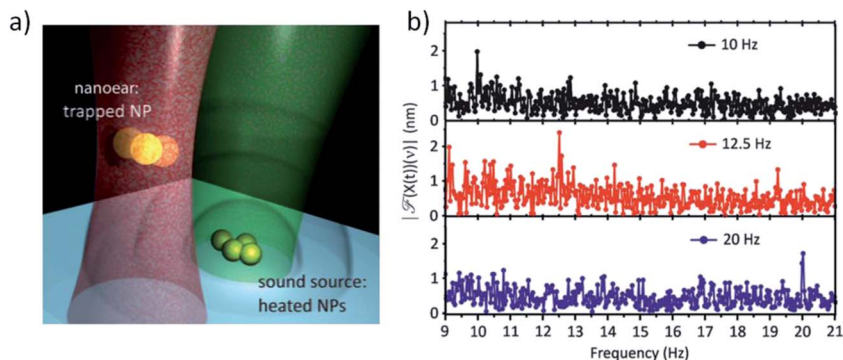 a)
nanoear:
trapped NP
sound source:
heated NPs
b)
|ℱ(X(t))(ν)| (nm)
2
1
0
10 Hz
2
1
0
12.5 Hz
2
1
0
20 Hz
9 10 11 12 13 14 15 16 17 18 19 20 21
Frequency (Hz)